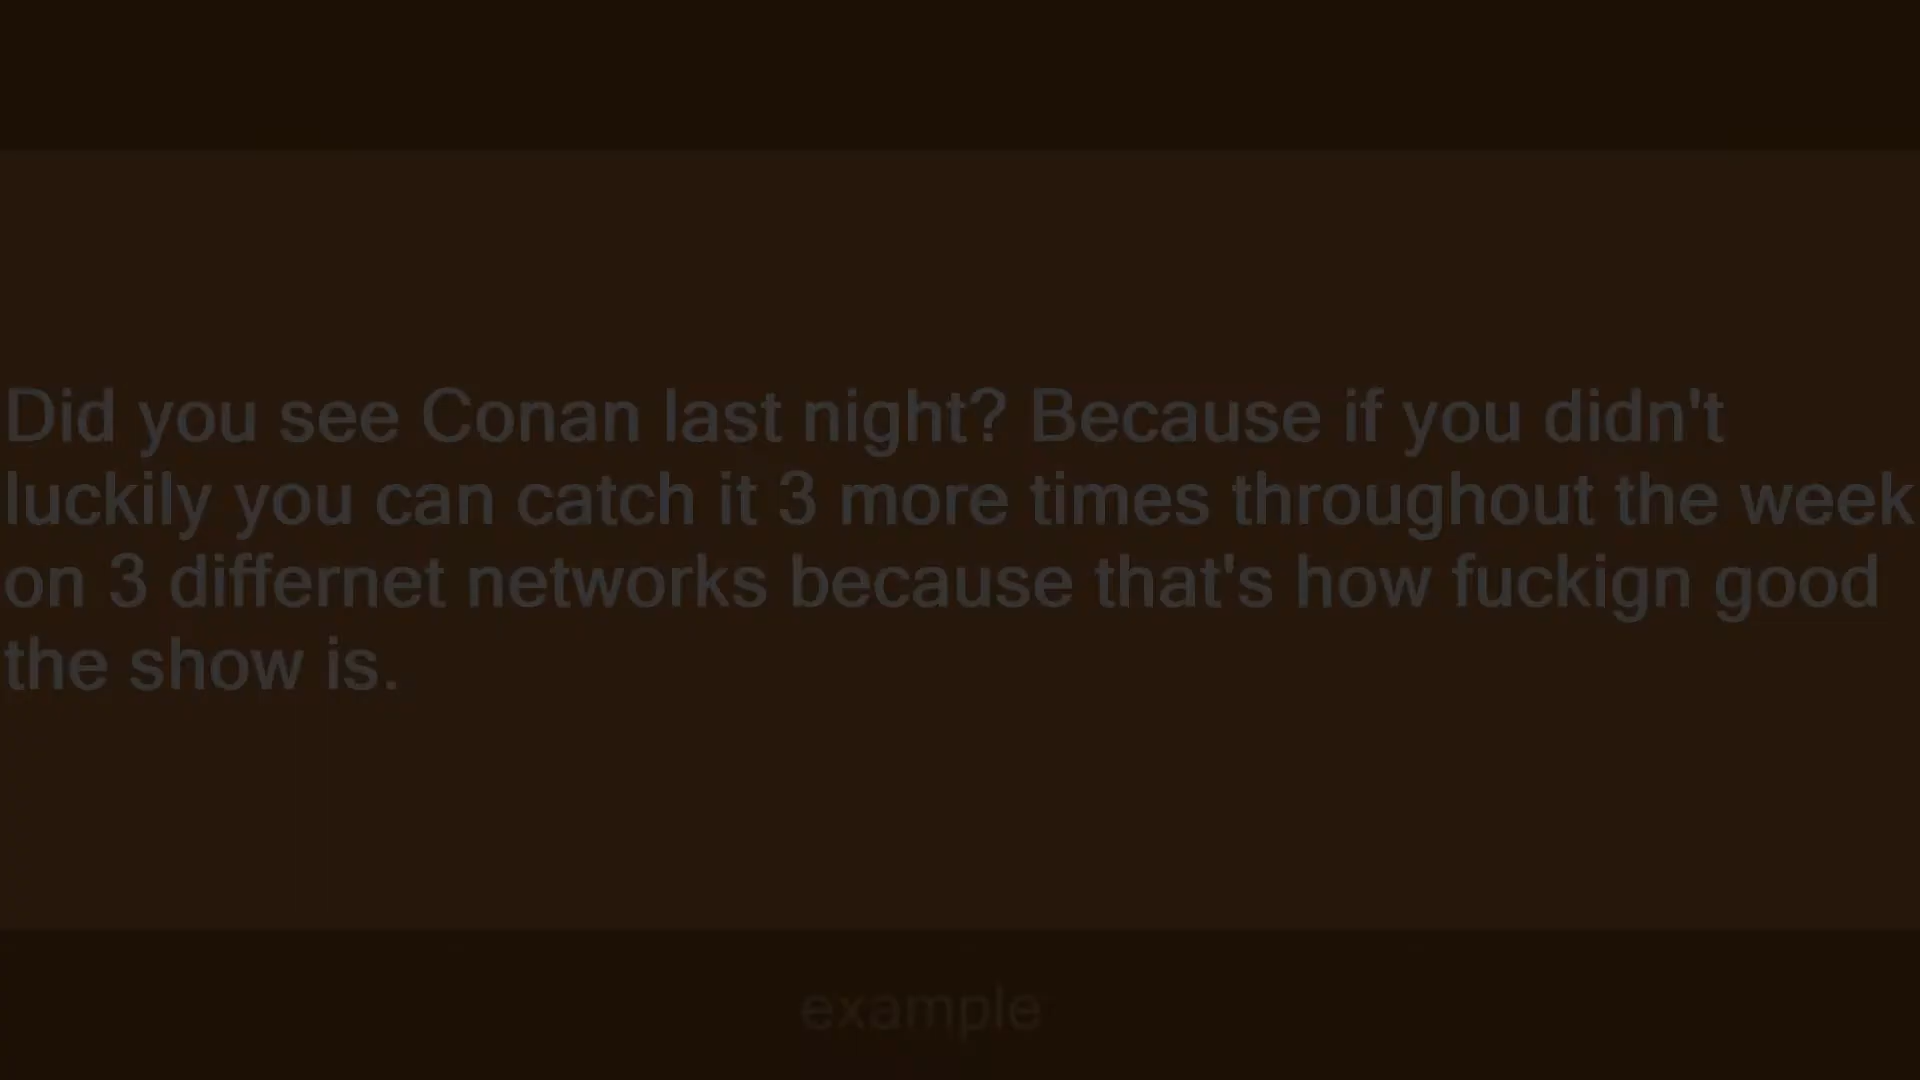 Did you see Conan last night? Because if you didn't
luckily you can catch it 3 more times throughout the week
on 3 differnet networks because that's how fuckign good
the show is.
example